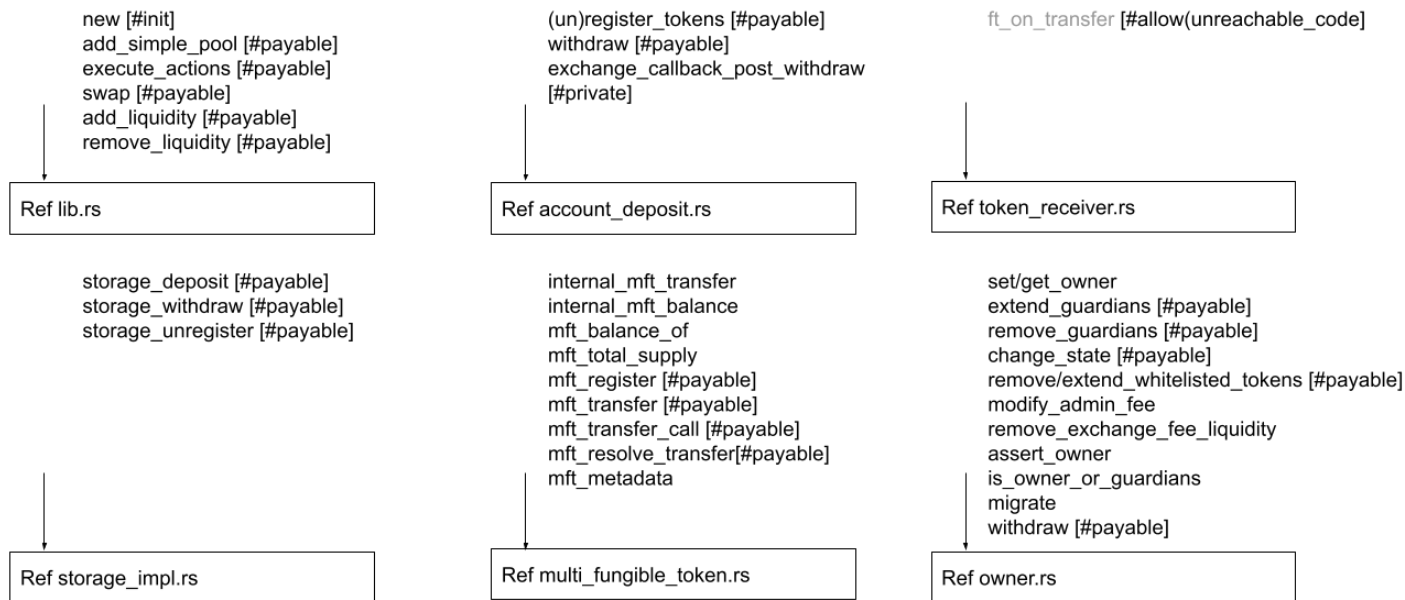 new [#init]
add_simple_pool [#payable]
execute_actions [#payable]
swap [#payable]
add_liquidity [#payable]
remove_liquidity [#payable]
Ref lib.rs
(un)register_tokens [#payable]
withdraw [#payable]
exchange_callback_post_withdraw
[#private]
Ref account_deposit.rs
ft_on_transfer [#allow(unreachable_code]
Ref token_receiver.rs
storage_deposit [#payable]
storage_withdraw [#payable]
storage_unregister [#payable]
Ref storage_impl.rs
internal_mft_transfer
internal_mft_balance
mft_balance_of
mft_total_supply
mft_register [#payable]
mft_transfer [#payable]
mft_transfer_call [#payable]
mft_resolve_transfer[#payable]
mft_metadata
Ref multi_fungible_token.rs
set/get_owner
extend_guardians [#payable]
remove_guardians [#payable]
change_state [#payable]
remove/extend_whitelisted_tokens [#payable]
modify_admin_fee
remove_exchange_fee_liquidity
assert_owner
is_owner_or_guardians
migrate
withdraw [#payable]
Ref owner.rs